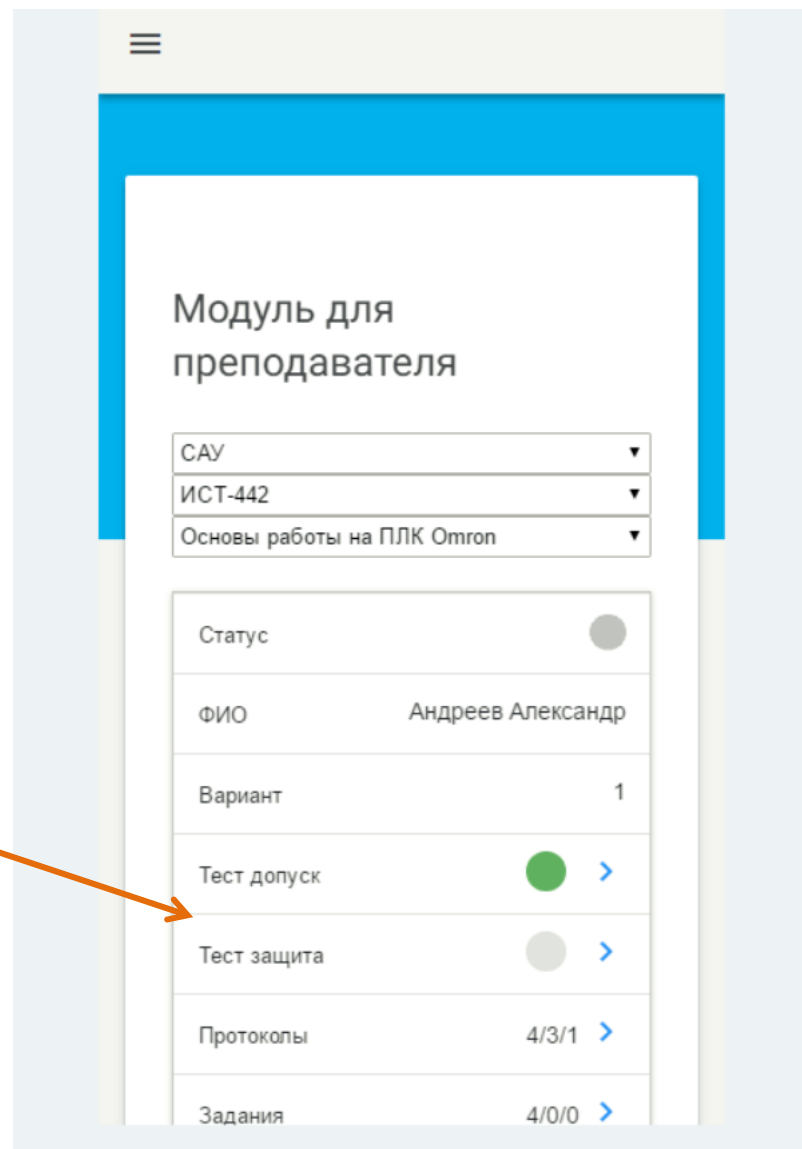 Модуль для
преподавателя
САУ
ИСТ-442
Основы работы на ПЛК Omron
Статус
ФИО Андреев Александр
Вариант 1
Тест допуск
Тест защита
Протоколы 4/3/1
Задания 4/0/0